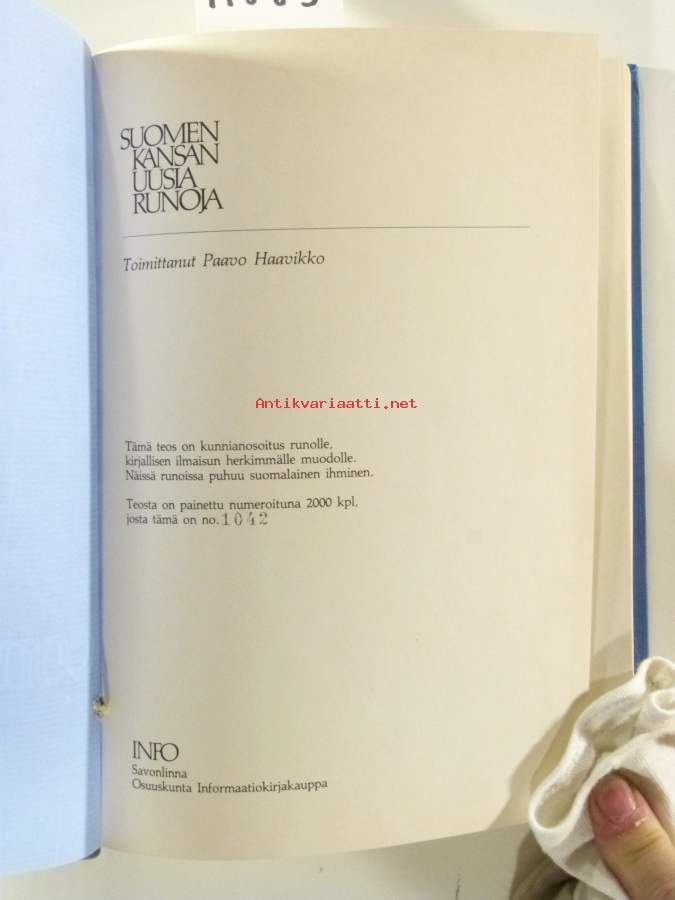 SUOMEN
KANSAN
UUSIA
RUNOJA
Toimittanut Paavo Haavikko
Antikvariaatti.net
Tämä teos on kunnianosoitus runolle,
kirjallisen ilmaisun herkimmälle muodolle.
Näissä runoissa puhuu suomalainen ihminen.
Teosta on painettu numeroituna 2000 kpl,
josta tämä on no. 1042
INFO
Savonlinna
Osuuskunta Informaatiokirjakauppa